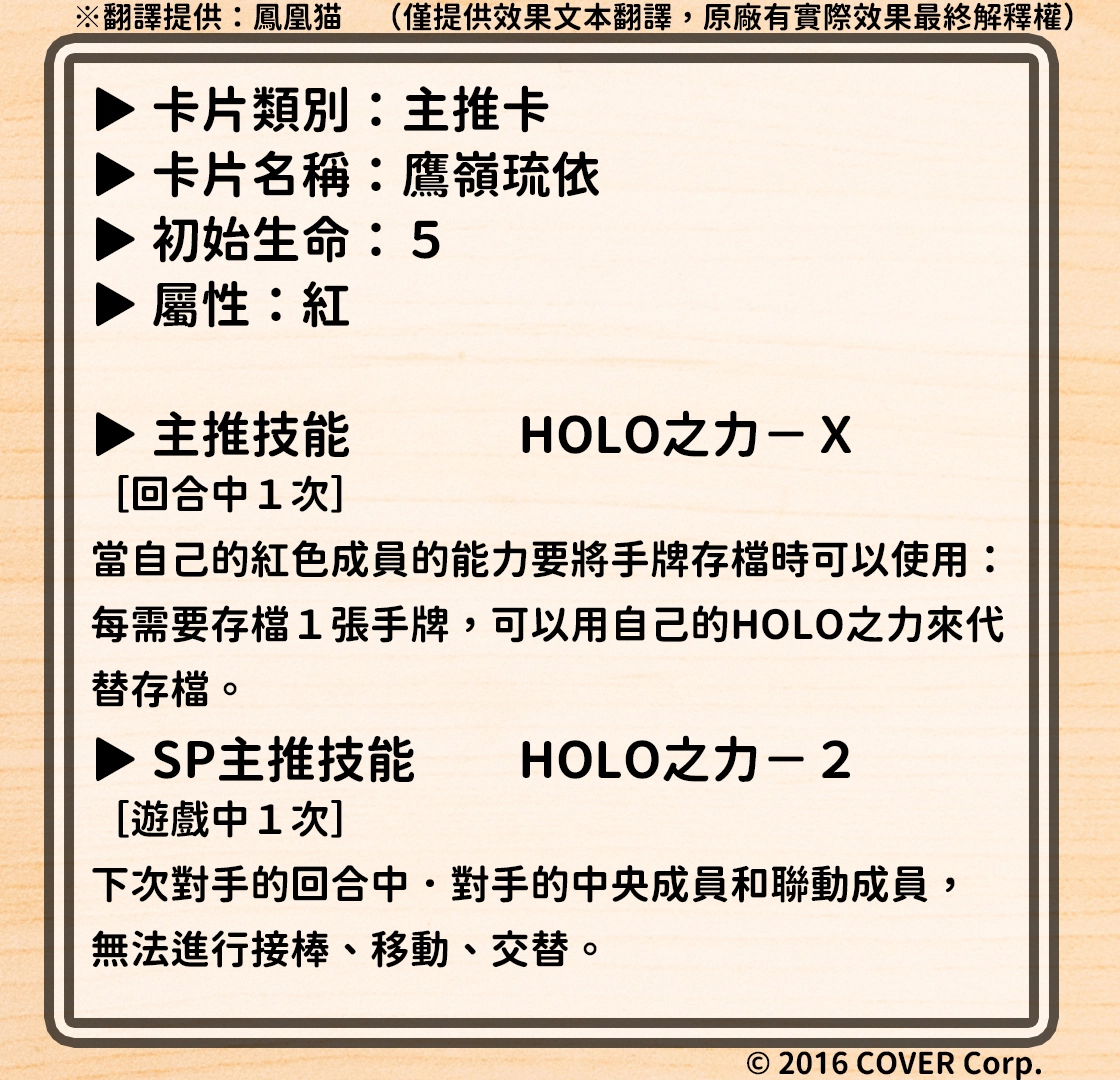 ※翻譯提供：鳳凰猫　（僅提供效果文本翻譯，原廠有實際效果最終解釋權）
▶ 卡片類別：主推卡
▶ 卡片名稱：鷹嶺琉依
▶ 初始生命：５
▶ 屬性：紅
▶ 主推技能　HOLO之力－Ｘ
［回合中１次］
當自己的紅色成員的能力要將手牌存檔時可以使用：
每需要存檔１張手牌，可以用自己的HOLO之力來代
替存檔。
▶ SP主推技能　HOLO之力－２
［遊戲中１次］
下次對手的回合中．對手的中央成員和聯動成員，
無法進行接棒、移動、交替。
© 2016 COVER Corp.